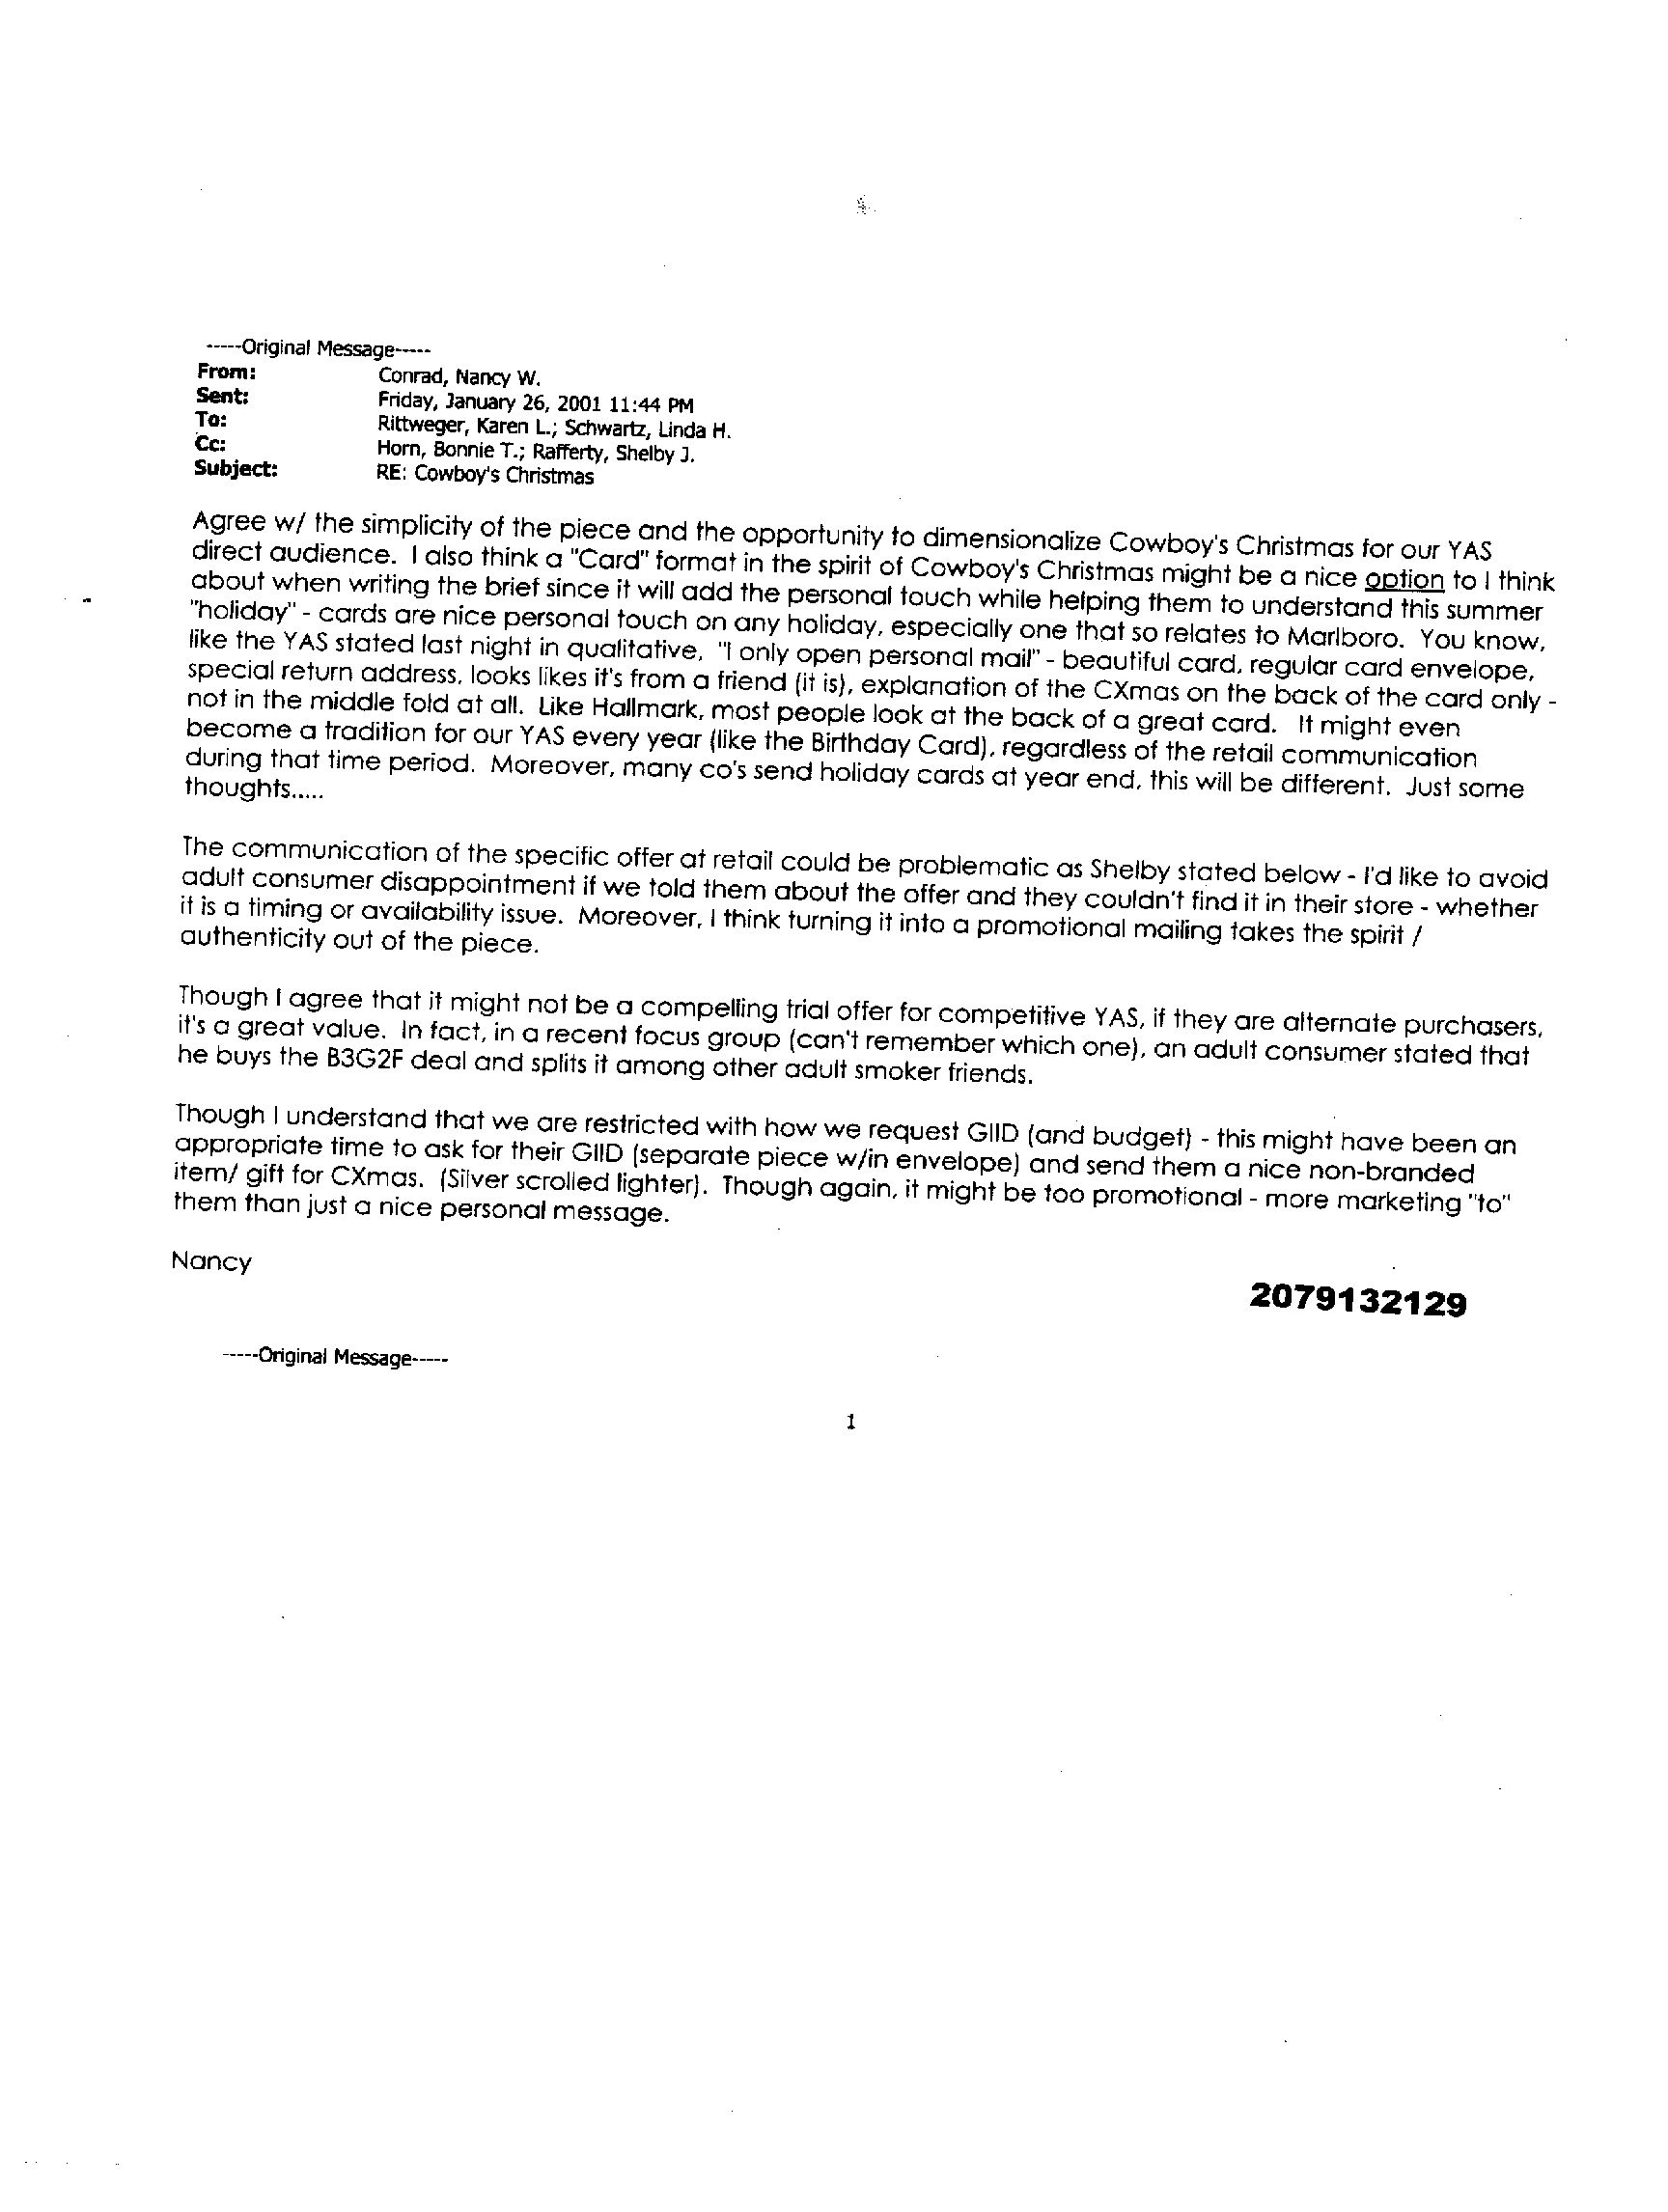 -----Original Message-----
From: Conrad, Nancy W.
Sent: Friday, January 26, 2001 11:44 PM
To: Rittweger, Karen L.; Schwartz, Linda H.
Cc: Horn, Bonnie T.; Rafferty, Shelby J.
Subject: RE: Cowboy's Christmas
Agree w/ the simplicity of the piece and the opportunity to dimensionalize Cowboy's Christmas for our YAS
direct audience. I also think a "Card" format in the spirit of Cowboy's Christmas might be a nice option to I think
about when writing the brief since it will add the personal touch while helping them to understand this summer
"holiday" - cards are nice personal touch on any holiday, especially one that so relates to Marlboro. You know,
like the YAS stated last night in qualitative, "I only open personal mail" - beautiful card, regular card envelope,
special return address, looks likes it's from a friend (it is), explanation of the CXmas on the back of the card only -
not in the middle fold at all. Like Hallmark, most people look at the back of a great card. It might even
become a tradition for our YAS every year (like the Birthday Card), regardless of the retail communication
during that time period. Moreover, many co's send holiday cards at year end, this will be different. Just some
thoughts.....
The communication of the specific offer at retail could be problematic as Shelby stated below - I'd like to avoid
adult consumer disappointment if we told them about the offer and they couldn't find it in their store - whether
it is a timing or availability issue. Moreover, I think turning it into a promotional mailing takes the spirit /
authenticity out of the piece.
Though I agree that it might not be a compelling trial offer for competitive YAS, if they are alternate purchasers,
it's a great value. In fact, in a recent focus group (can't remember which one), an adult consumer stated that
he buys the B3G2F deal and splits it among other adult smoker friends.
Though I understand that we are restricted with how we request GIID (and budget) - this might have been an
appropriate time to ask for their GIID (separate piece w/in envelope) and send them a nice non-branded
item/ gift for CXmas. (Silver scrolled lighter). Though again, it might be too promotional - more marketing "to"
them than just a nice personal message.
Nancy
2079132129
-----Original Message-----
1